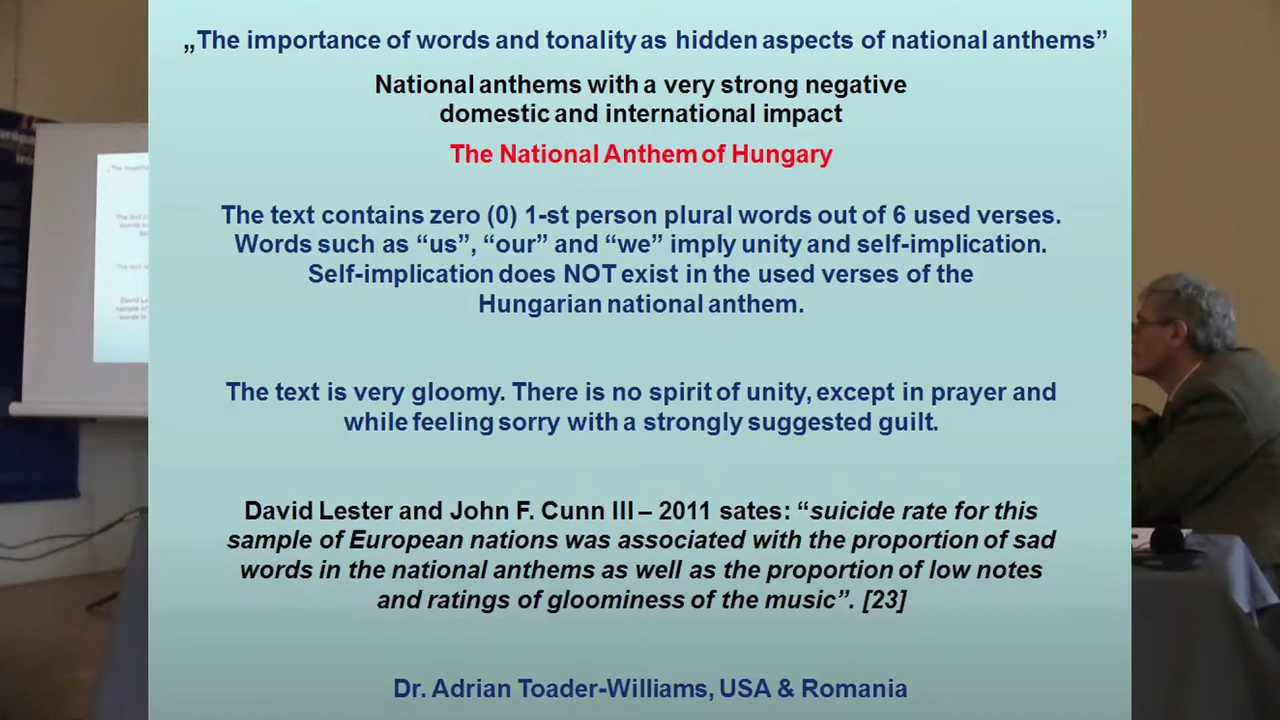 „The importance of words and tonality as hidden aspects of national anthems”
National anthems with a very strong negative
domestic and international impact
The National Anthem of Hungary
The text contains zero (0) 1-st person plural words out of 6 used verses.
Words such as “us”, “our” and “we” imply unity and self-implication.
Self-implication does NOT exist in the used verses of the
Hungarian national anthem.
The text is very gloomy. There is no spirit of unity, except in prayer and
while feeling sorry with a strongly suggested guilt.
David Lester and John F. Cunn III – 2011 sates: “suicide rate for this
sample of European nations was associated with the proportion of sad
words in the national anthems as well as the proportion of low notes
and ratings of gloominess of the music”. [23]
Dr. Adrian Toader-Williams, USA & Romania